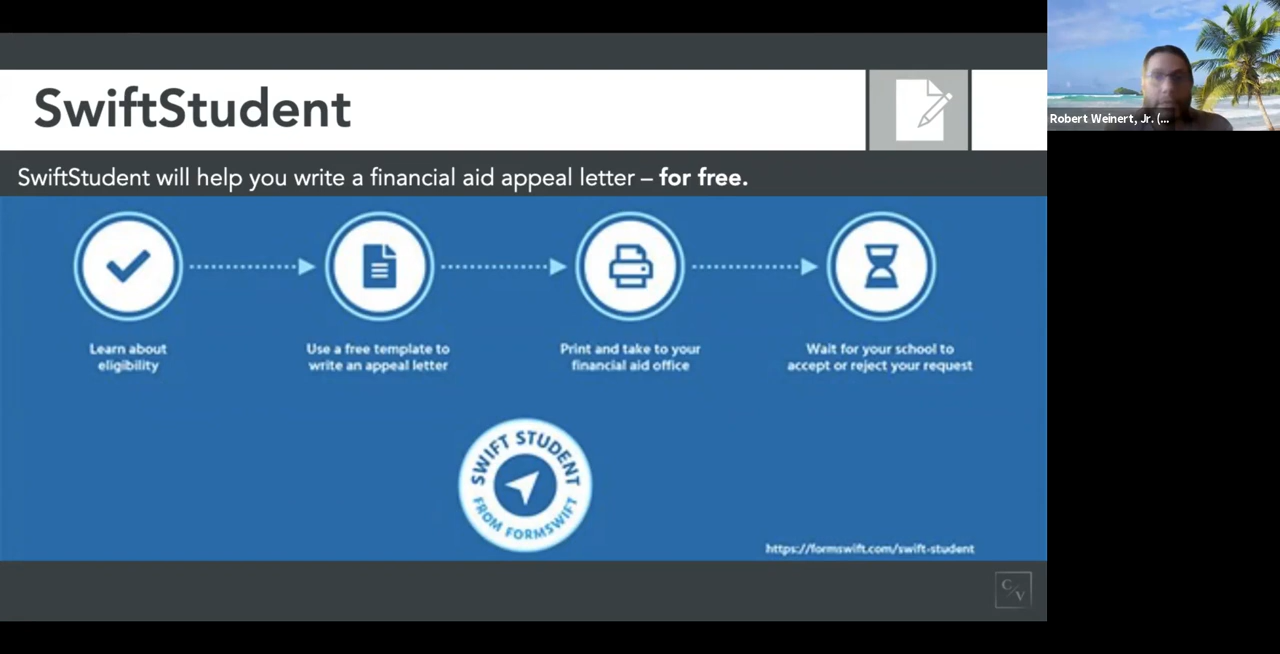 SwiftStudent
SwiftStudent will help you write a financial aid appeal letter – for free.
Learn about
eligibility
Use a free template to
write an appeal letter
Print and take to your
financial aid office
Wait for your school to
accept or reject your request
SWIFT STUDENT
FROM FORMSWIFT
https://formswift.com/swift-student
C/V
Robert Weinert, Jr. (...